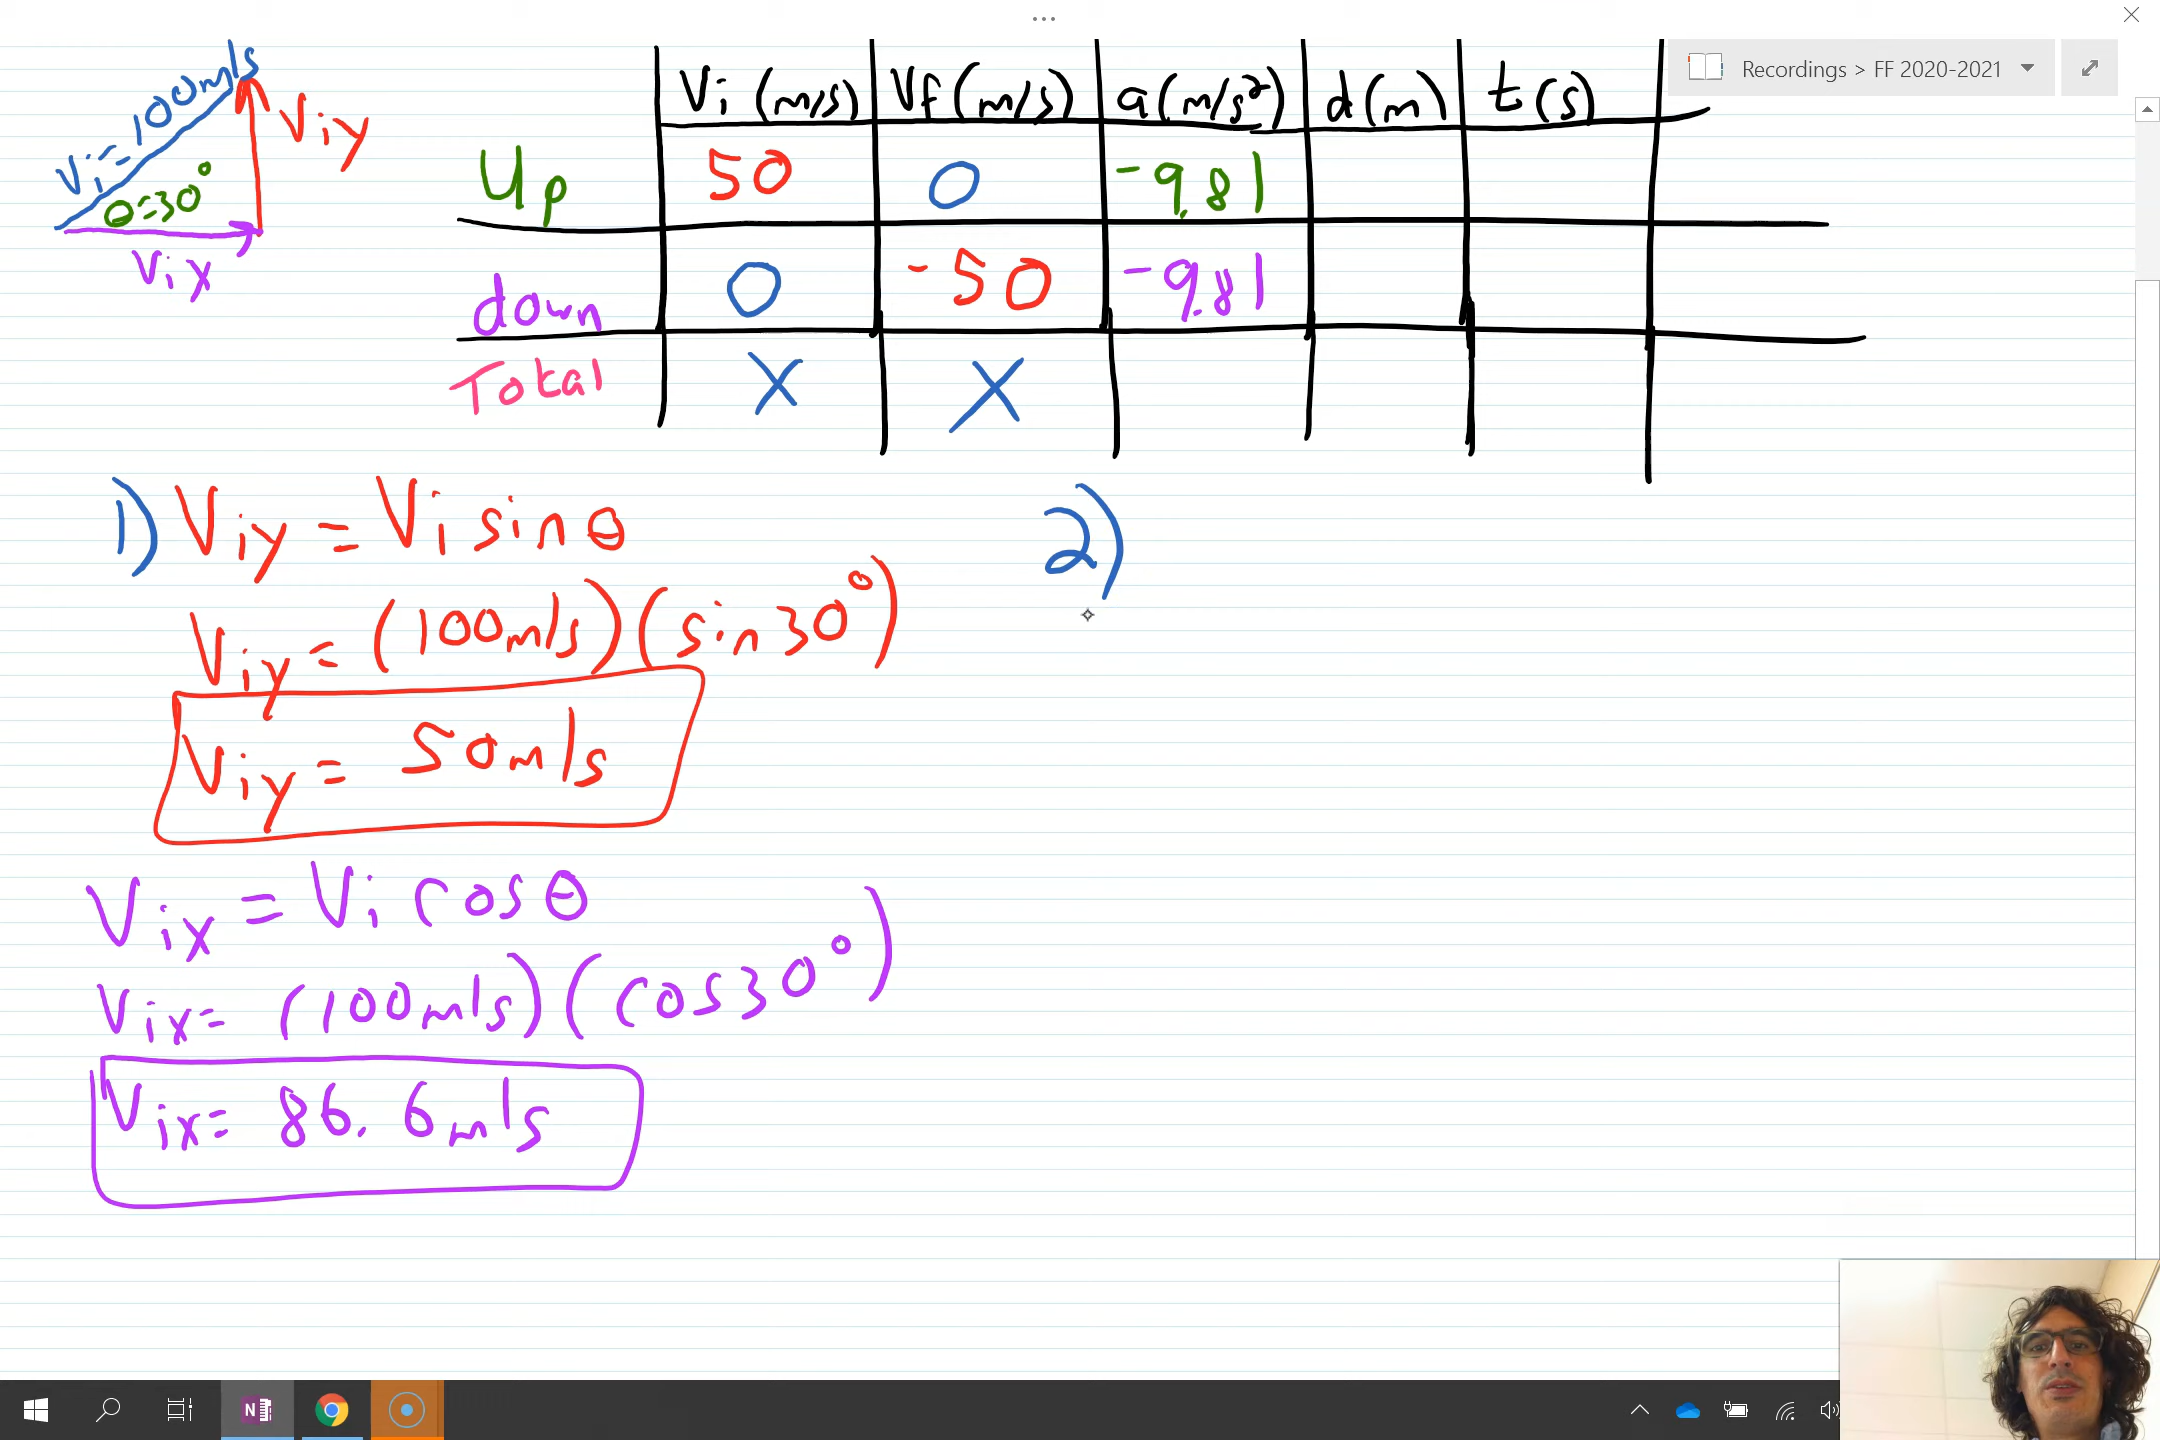 Recordings > FF 2020-2021
Vi = 100m/s
Viy
θ=30°
Vix
Vi (m/s) Vf (m/s) a (m/s²) d (m) t (s)
Up 50 0 -9.81
down 0 -50 -9.81
Total X X
1) Viy = Vi sin θ
Viy = (100m/s)(sin30°)
Viy = 50m/s
Vix = Vi cos θ
Vix = (100m/s)(cos30°)
Vix = 86.6m/s
2)
N